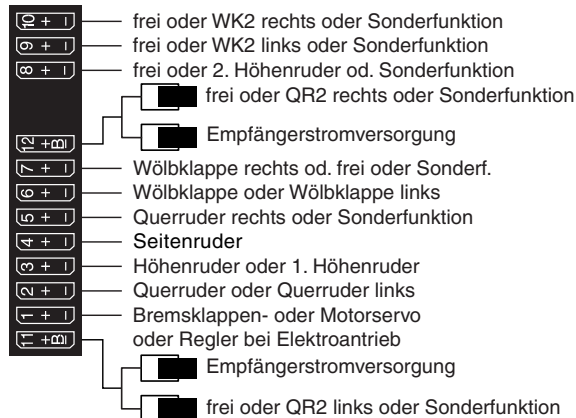 10 + – frei oder WK2 rechts oder Sonderfunktion
9 + – frei oder WK2 links oder Sonderfunktion
8 + – frei oder 2. Höhenruder od. Sonderfunktion
frei oder QR2 rechts oder Sonderfunktion
12 +B– Empfängerstromversorgung
7 + – Wölbklappe rechts od. frei oder Sonderf.
6 + – Wölbklappe oder Wölbklappe links
5 + – Querruder rechts oder Sonderfunktion
4 + – Seitenruder
3 + – Höhenruder oder 1. Höhenruder
2 + – Querruder oder Querruder links
1 + – Bremsklappen- oder Motorservo
11 +B– oder Regler bei Elektroantrieb
Empfängerstromversorgung
frei oder QR2 links oder Sonderfunktion